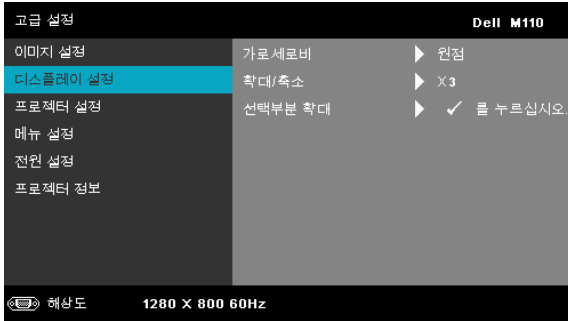 고급 설정 Dell M110
이미지 설정 가로세로비 ▶ 원점
디스플레이 설정 확대/축소 ▶ X3
프로젝터 설정 선택부분 확대 ▶ ✓ 를 누르십시오.
메뉴 설정
전원 설정
프로젝터 정보
해상도 1280 X 800 60Hz